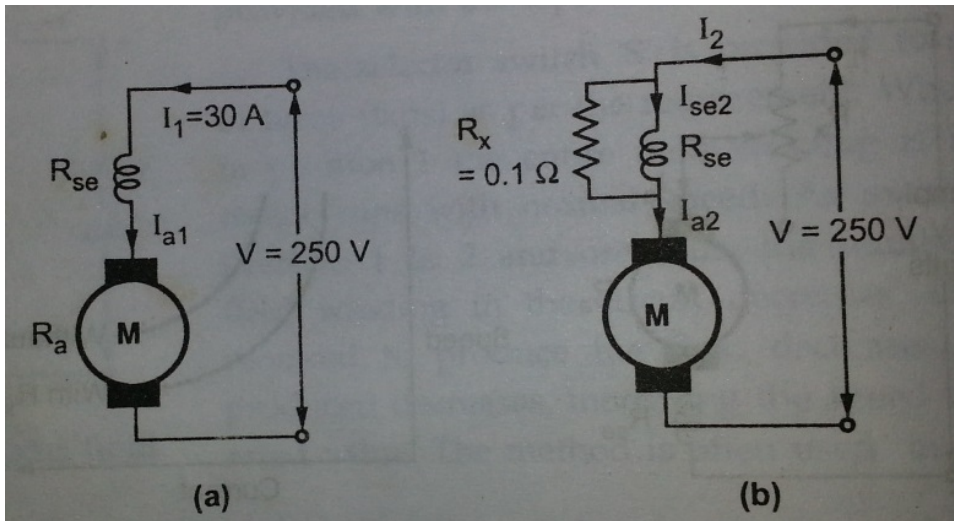 I1=30 A
Rse
Ia1
V = 250 V
Ra
M
(a)
I2
Ise2
Rx
= 0.1 Ω
Rse
Ia2
V = 250 V
M
(b)